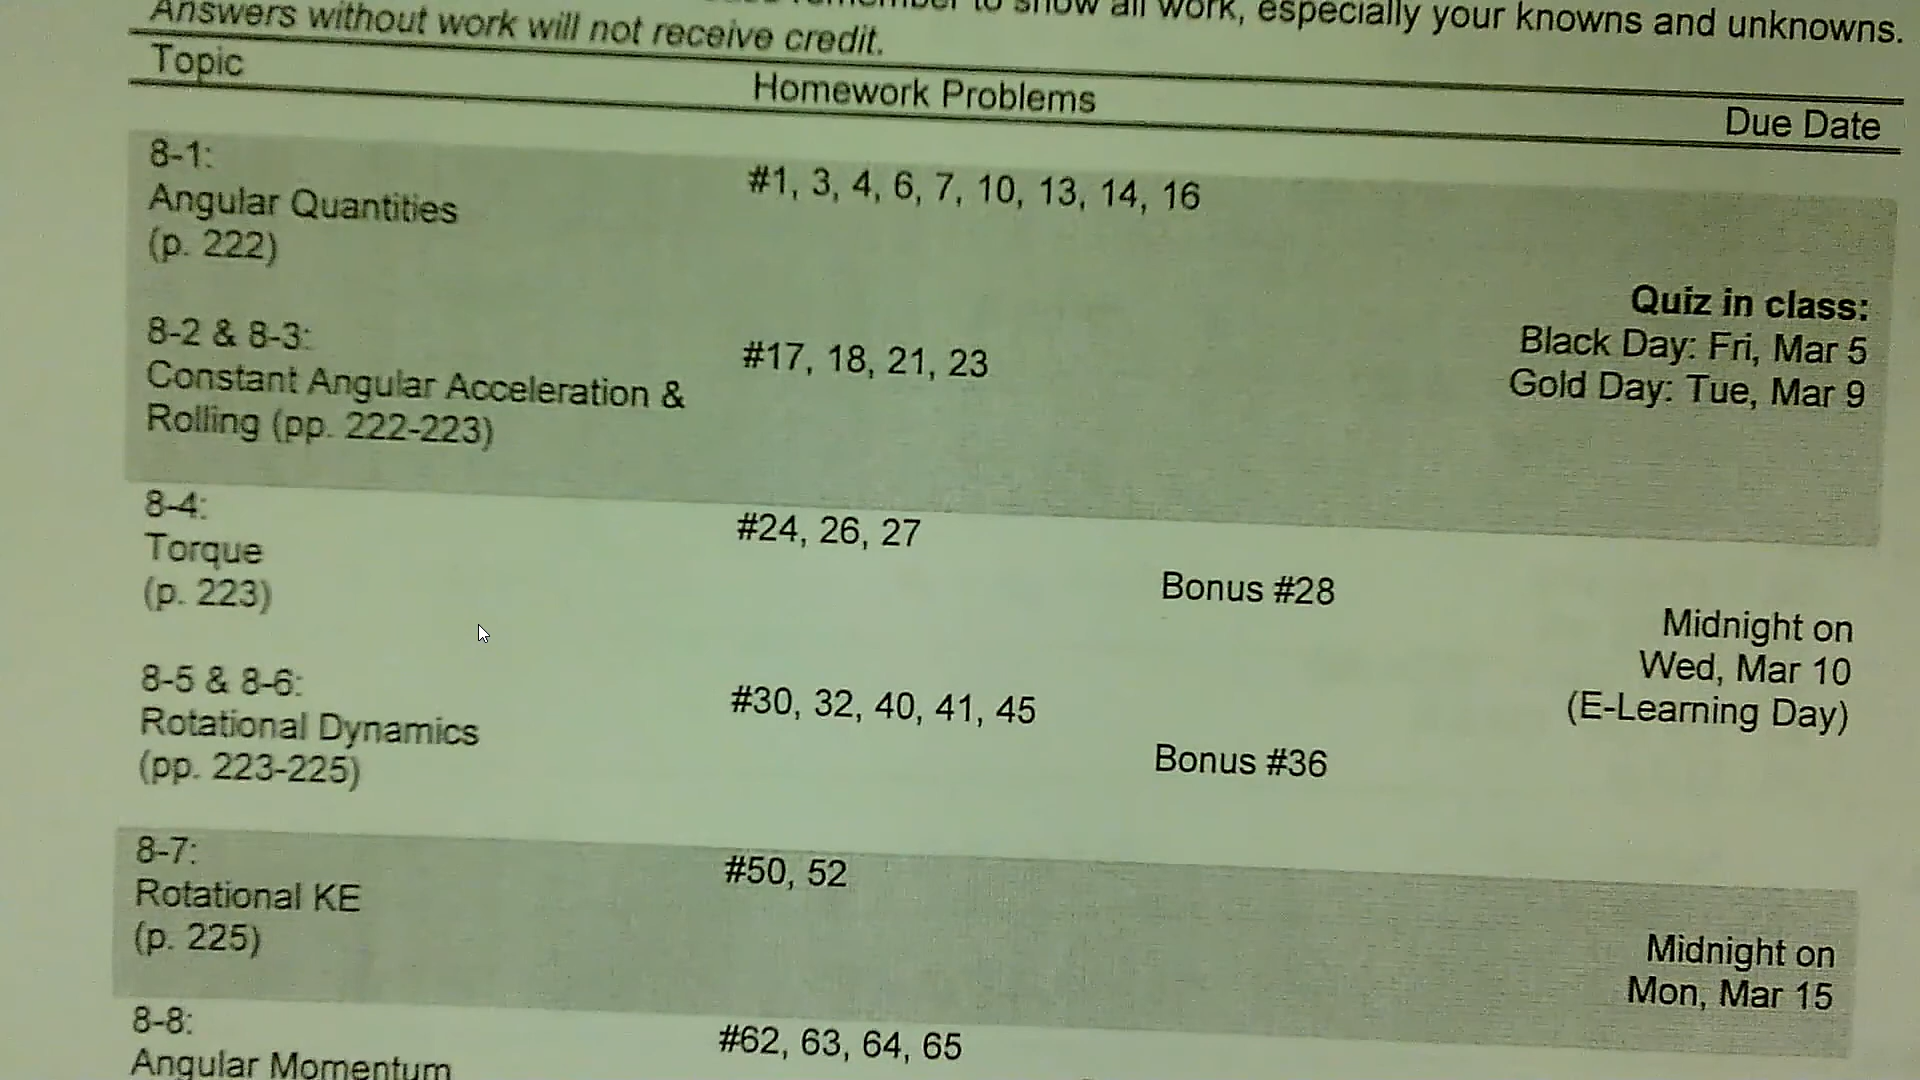 remember to show all work, especially your knowns and unknowns.
Answers without work will not receive credit.
Topic
Homework Problems
Due Date
8-1:
Angular Quantities
(p. 222)
#1, 3, 4, 6, 7, 10, 13, 14, 16
8-2 & 8-3:
Constant Angular Acceleration &
Rolling (pp. 222-223)
#17, 18, 21, 23
Quiz in class:
Black Day: Fri, Mar 5
Gold Day: Tue, Mar 9
8-4:
Torque
(p. 223)
#24, 26, 27
Bonus #28
8-5 & 8-6:
Rotational Dynamics
(pp. 223-225)
#30, 32, 40, 41, 45
Bonus #36
Midnight on
Wed, Mar 10
(E-Learning Day)
8-7:
Rotational KE
(p. 225)
#50, 52
Midnight on
Mon, Mar 15
8-8:
Angular Momentum
#62, 63, 64, 65